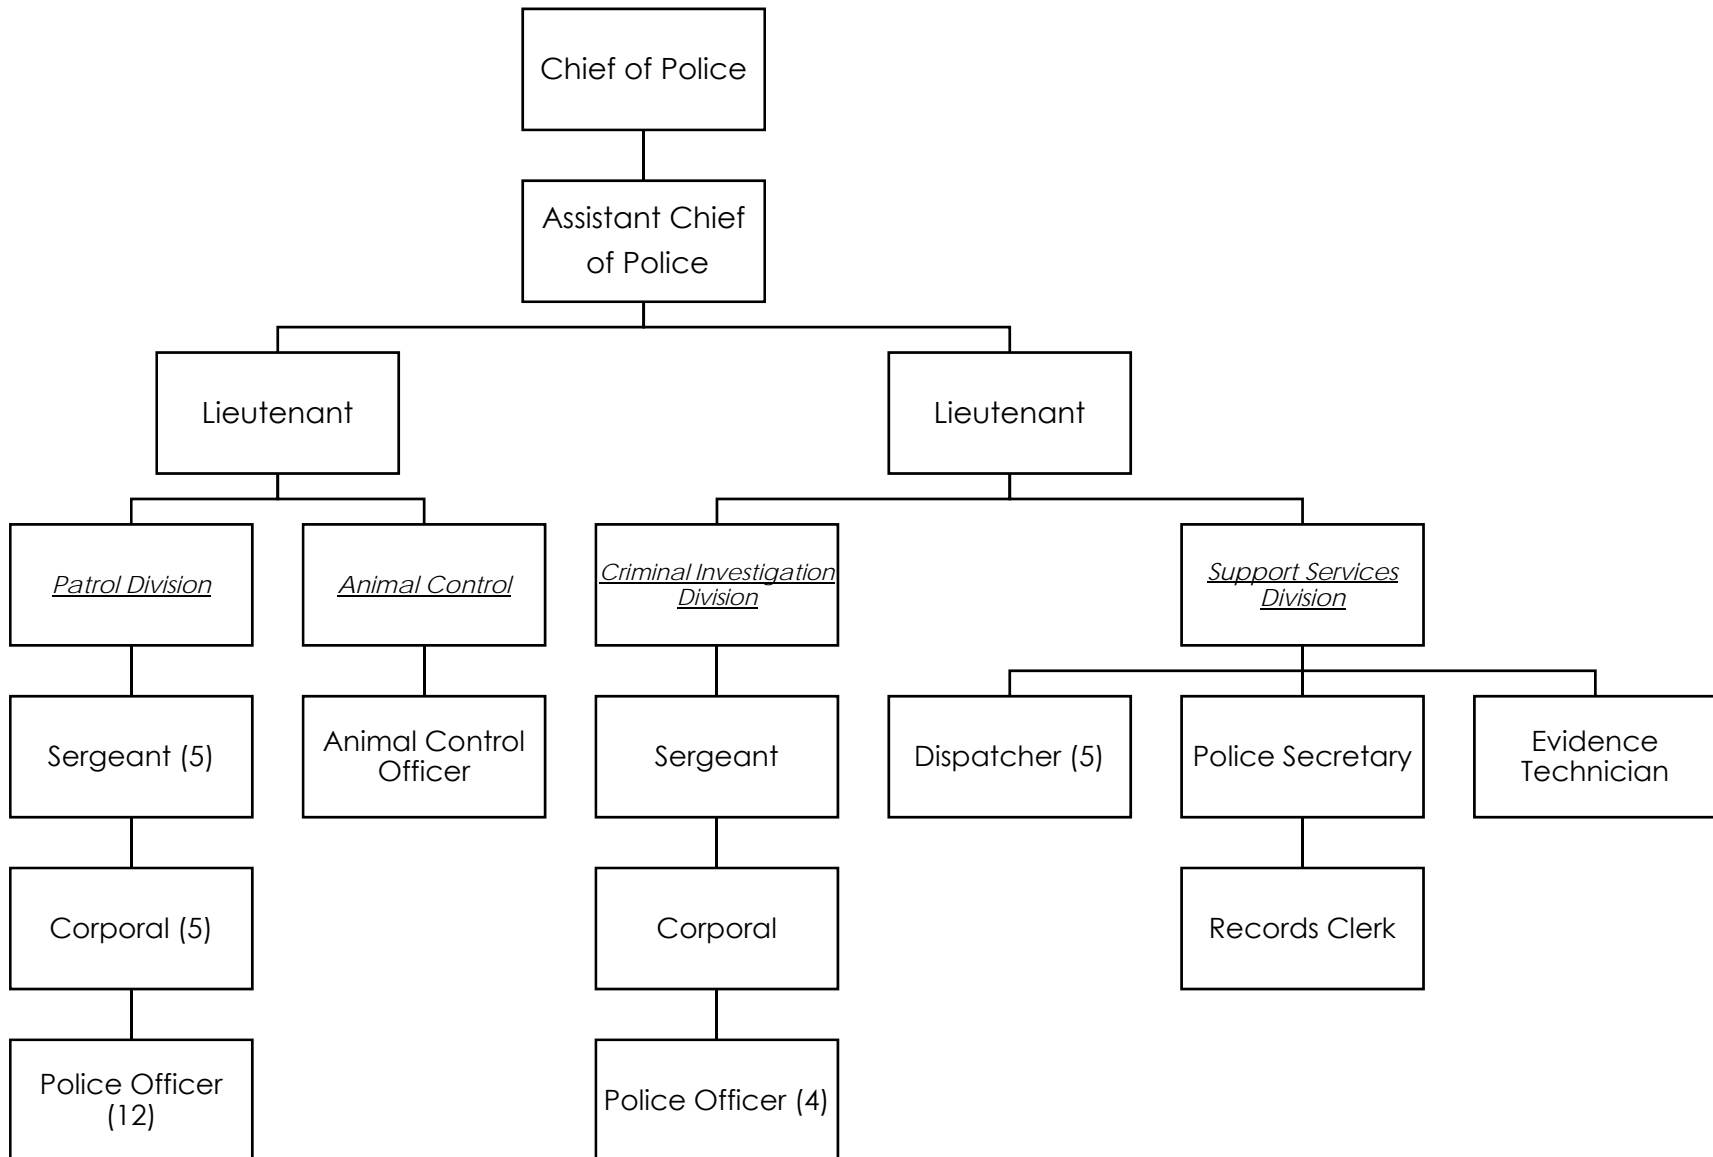 Chief of Police
Assistant Chief
of Police
Lieutenant
Lieutenant
Patrol Division
Animal Control
Criminal Investigation
Division
Support Services
Division
Sergeant (5)
Animal Control
Officer
Sergeant
Dispatcher (5)
Police Secretary
Evidence
Technician
Corporal (5)
Corporal
Records Clerk
Police Officer
(12)
Police Officer (4)